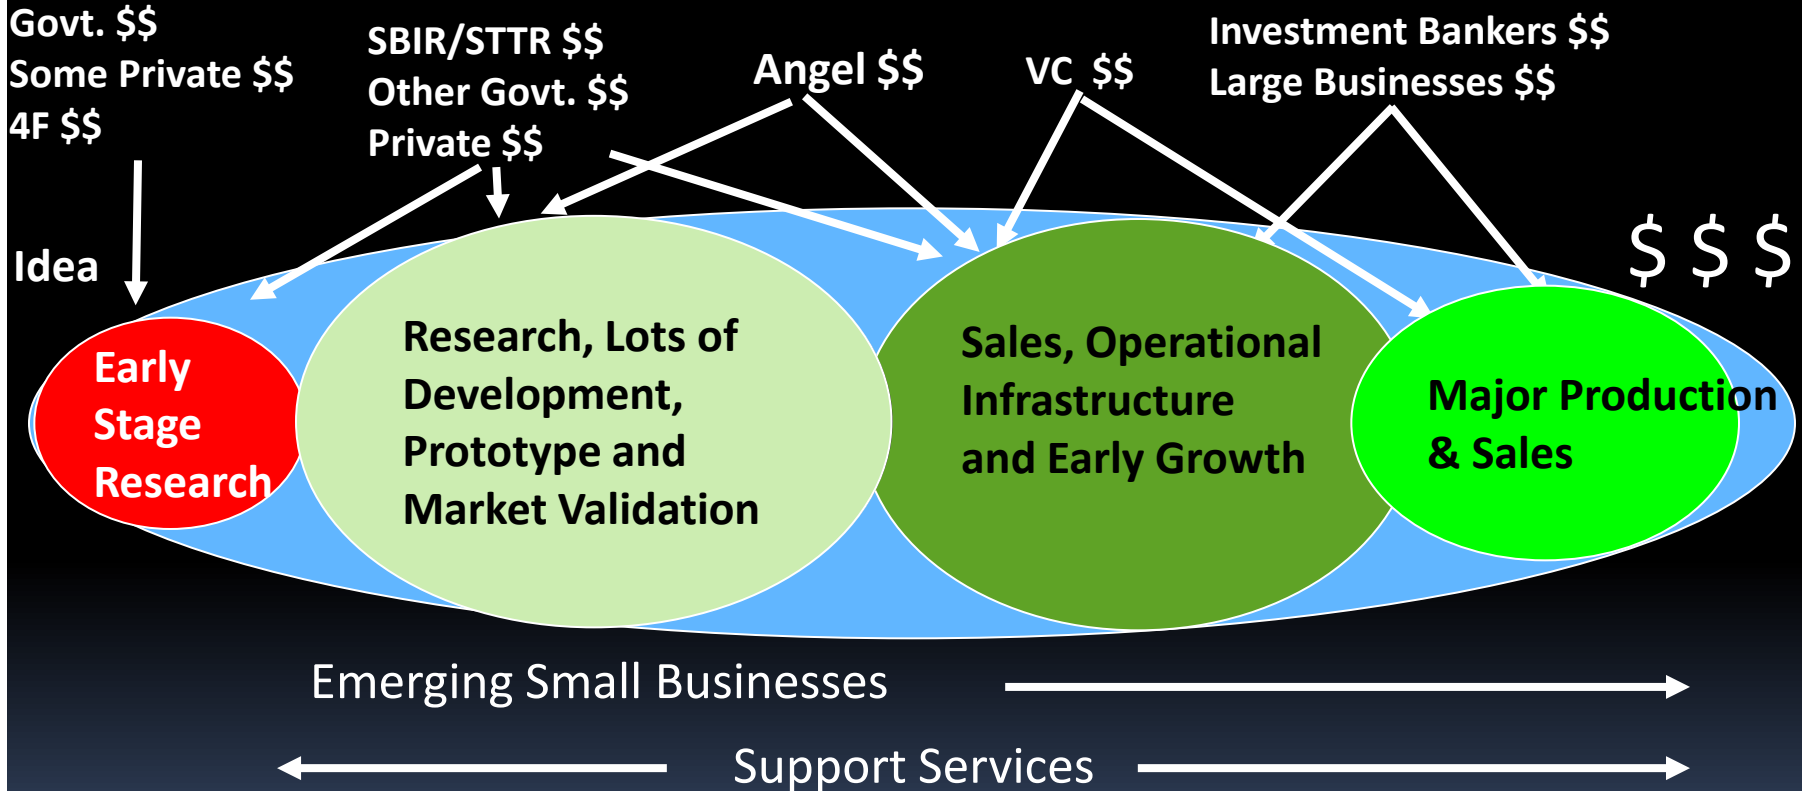 Govt. $$
Some Private $$
4F $$
SBIR/STTR $$
Other Govt. $$
Private $$
Angel $$
VC $$
Investment Bankers $$
Large Businesses $$
Idea
$ $ $
Early
Stage
Research
Research, Lots of
Development,
Prototype and
Market Validation
Sales, Operational
Infrastructure
and Early Growth
Major Production
& Sales
Emerging Small Businesses
Support Services